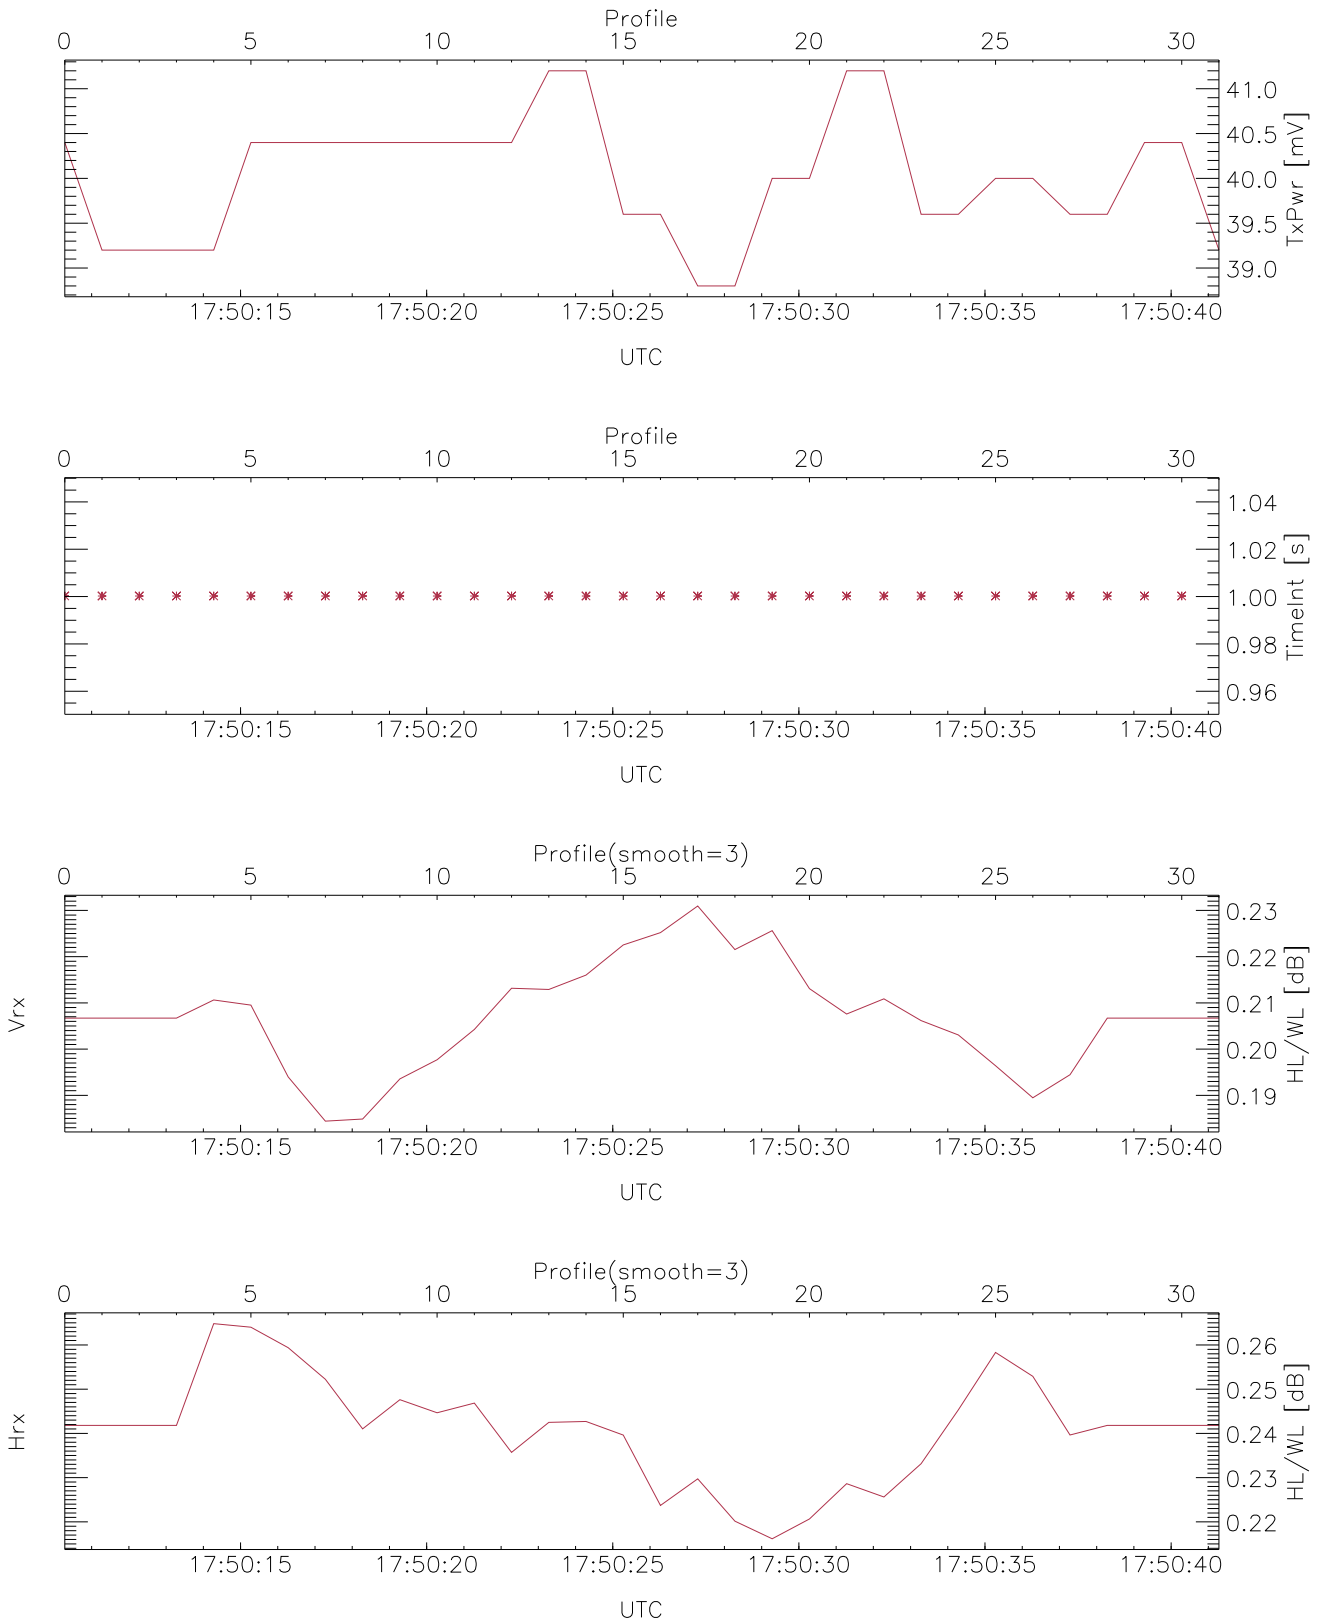 Profile
0 5 10 15 20 25 30
41.0
40.5
40.0
39.5
39.0
TxPwr [mV]
17:50:15 17:50:20 17:50:25 17:50:30 17:50:35 17:50:40
UTC
Profile
0 5 10 15 20 25 30
1.04
1.02
1.00
0.98
0.96
TimeInt [s]
17:50:15 17:50:20 17:50:25 17:50:30 17:50:35 17:50:40
UTC
Profile(smooth=3)
0 5 10 15 20 25 30
Vrx
0.23
0.22
0.21
0.20
0.19
HL/WL [dB]
17:50:15 17:50:20 17:50:25 17:50:30 17:50:35 17:50:40
UTC
Profile(smooth=3)
0 5 10 15 20 25 30
Hrx
0.26
0.25
0.24
0.23
0.22
HL/WL [dB]
17:50:15 17:50:20 17:50:25 17:50:30 17:50:35 17:50:40
UTC